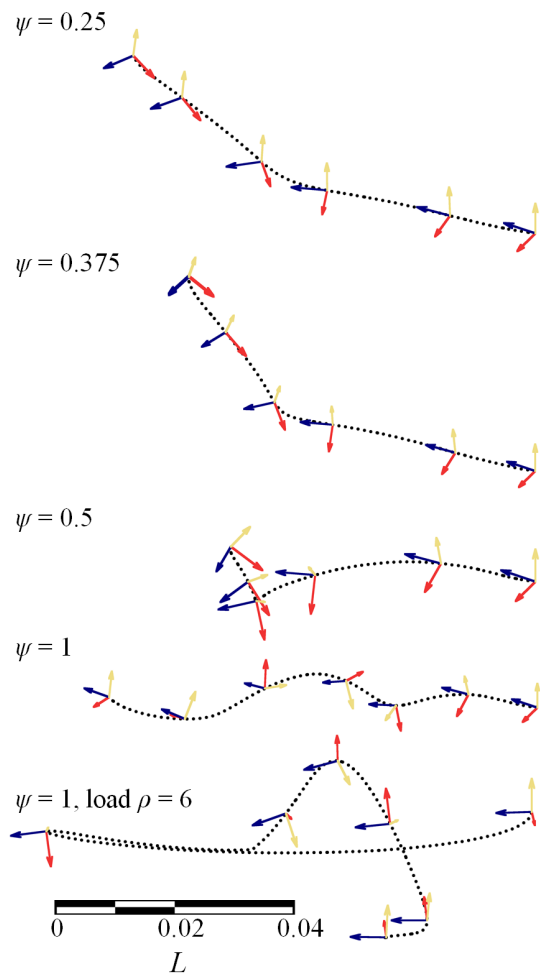 ψ = 0.25
ψ = 0.375
ψ = 0.5
ψ = 1
ψ = 1, load ρ = 6
0 0.02 0.04
L